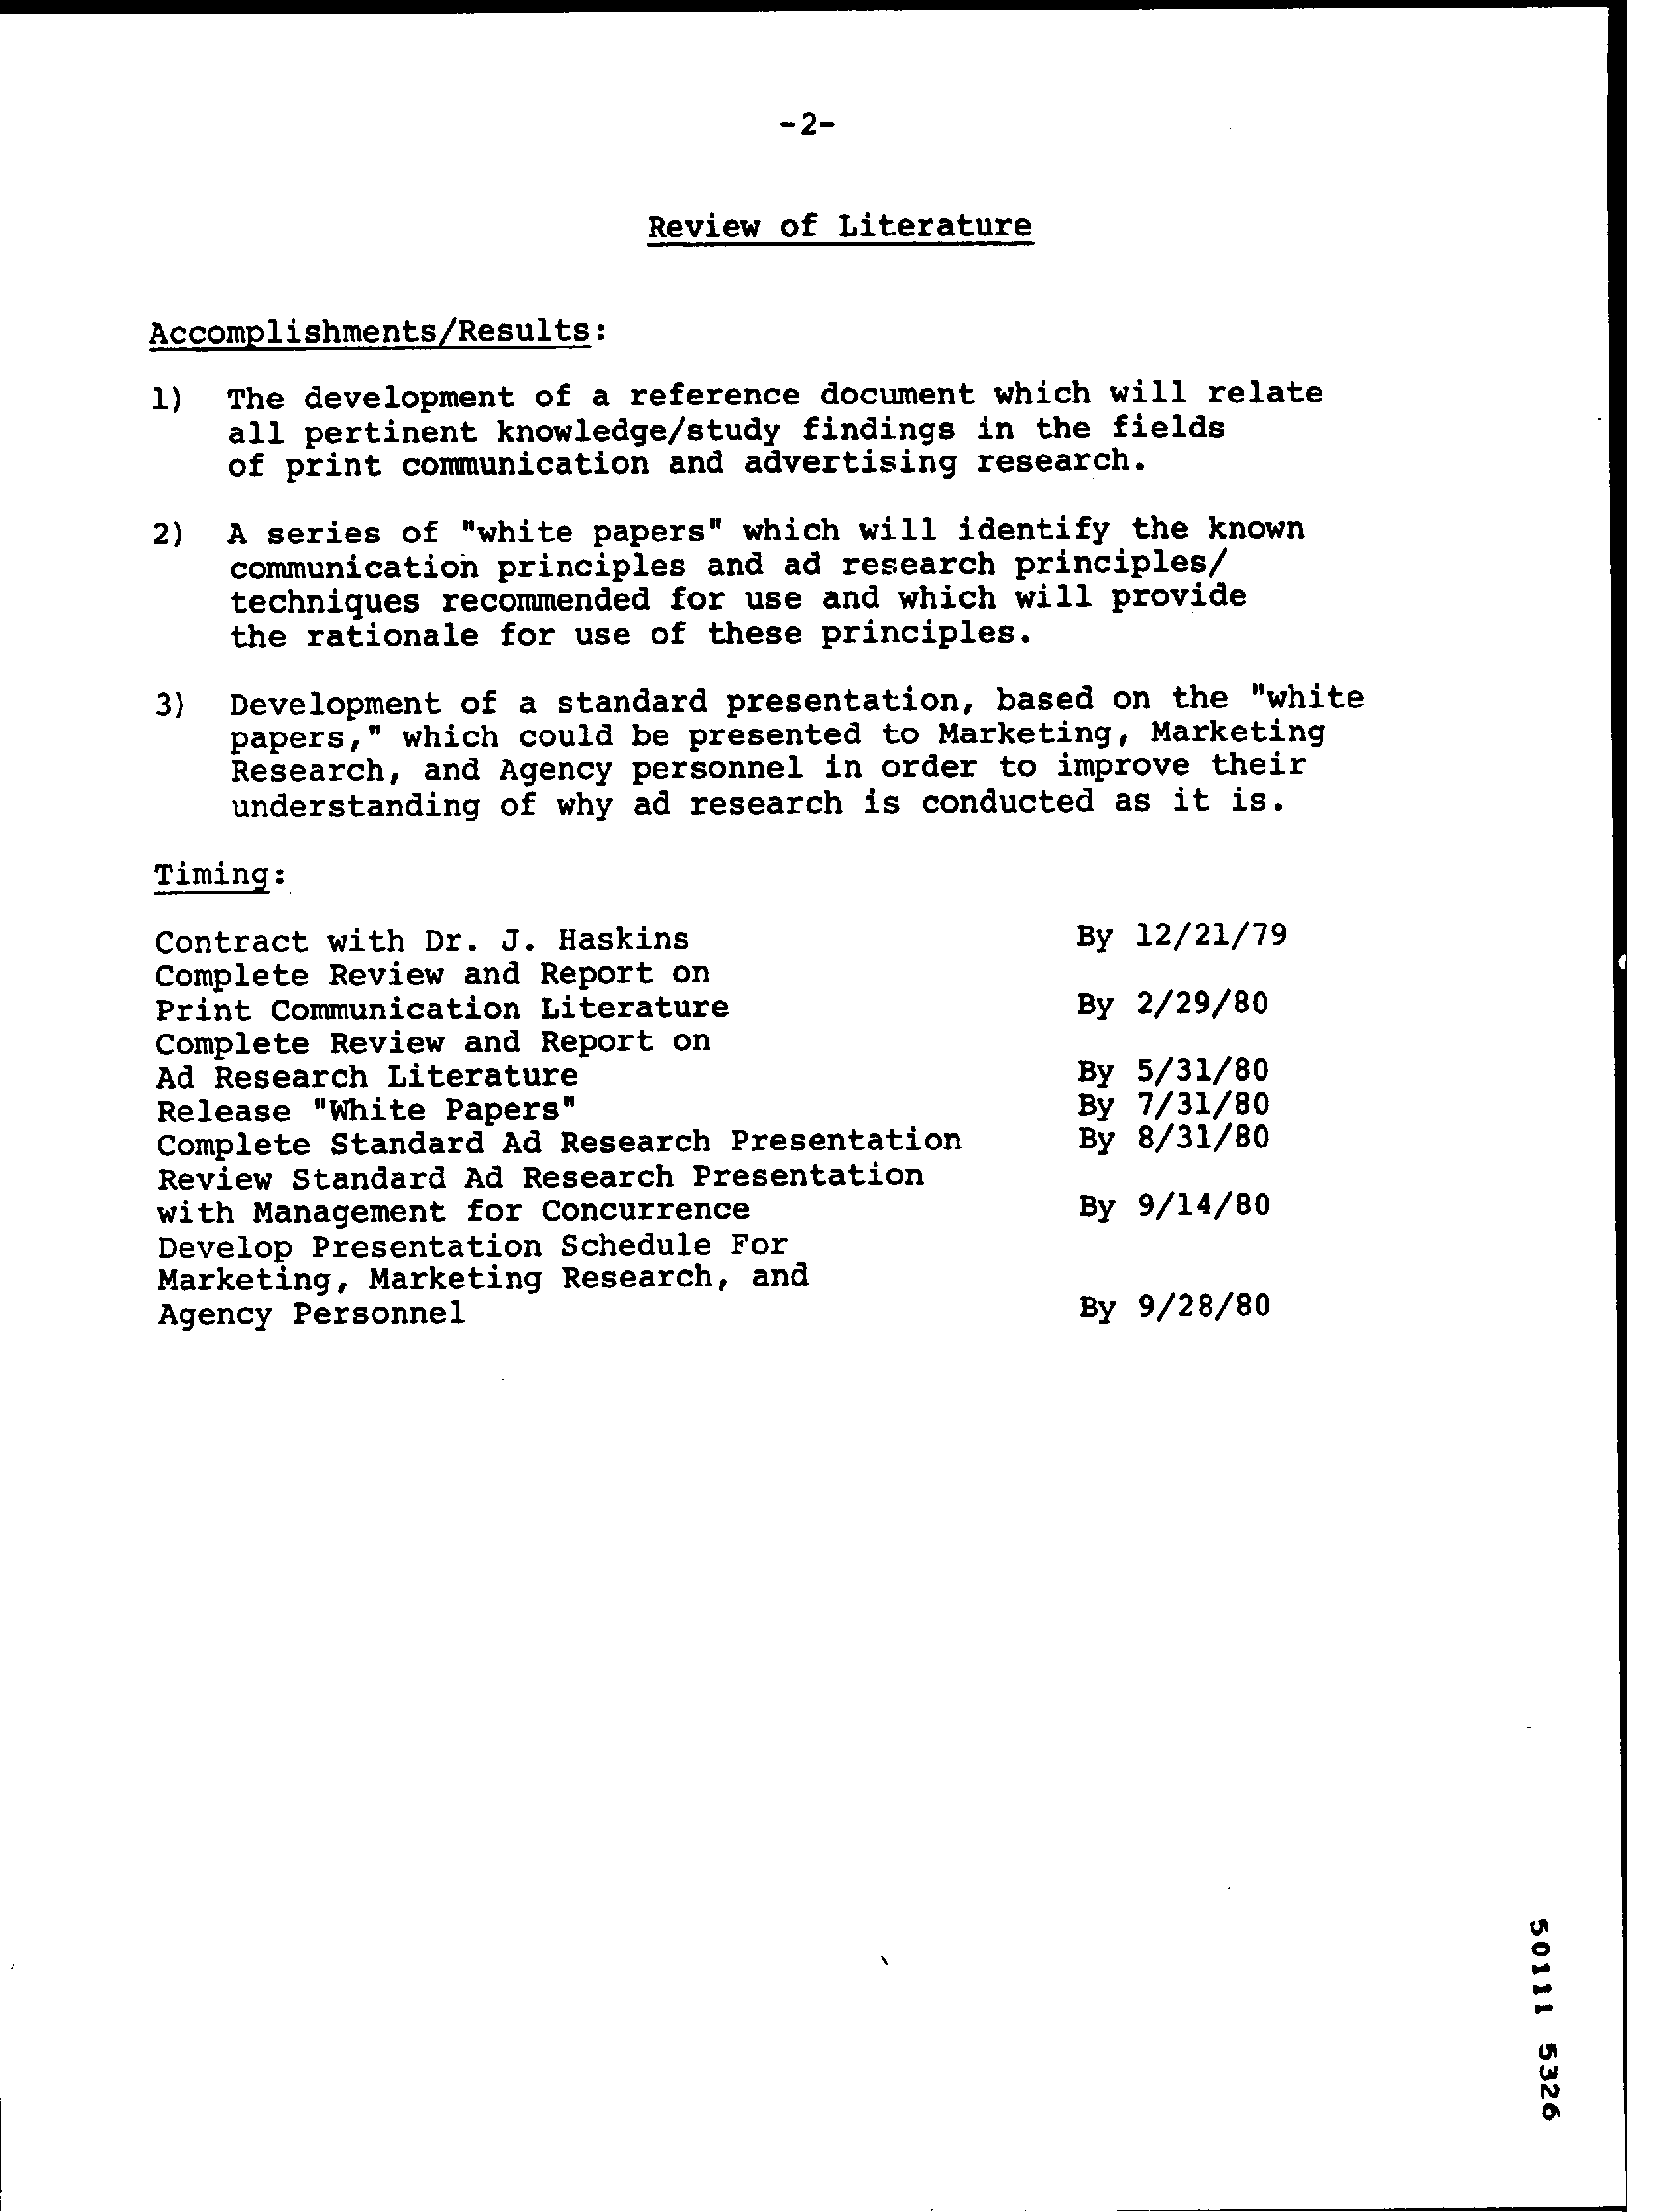 -2-
Review of Literature
Accomplishments/Results:
1) The development of a reference document which will relate
all pertinent knowledge/study findings in the fields
of print communication and advertising research.
2) A series of "white papers" which will identify the known
communication principles and ad research principles/
techniques recommended for use and which will provide
the rationale for use of these principles.
3) Development of a standard presentation, based on the "white
papers," which could be presented to Marketing, Marketing
Research, and Agency personnel in order to improve their
understanding of why ad research is conducted as it is.
Timing:
Contract with Dr. J. Haskins By 12/21/79
Complete Review and Report on
Print Communication Literature By 2/29/80
Complete Review and Report on
Ad Research Literature By 5/31/80
Release "White Papers" By 7/31/80
Complete Standard Ad Research Presentation By 8/31/80
Review Standard Ad Research Presentation
with Management for Concurrence By 9/14/80
Develop Presentation Schedule For
Marketing, Marketing Research, and
Agency Personnel By 9/28/80
50111 5326